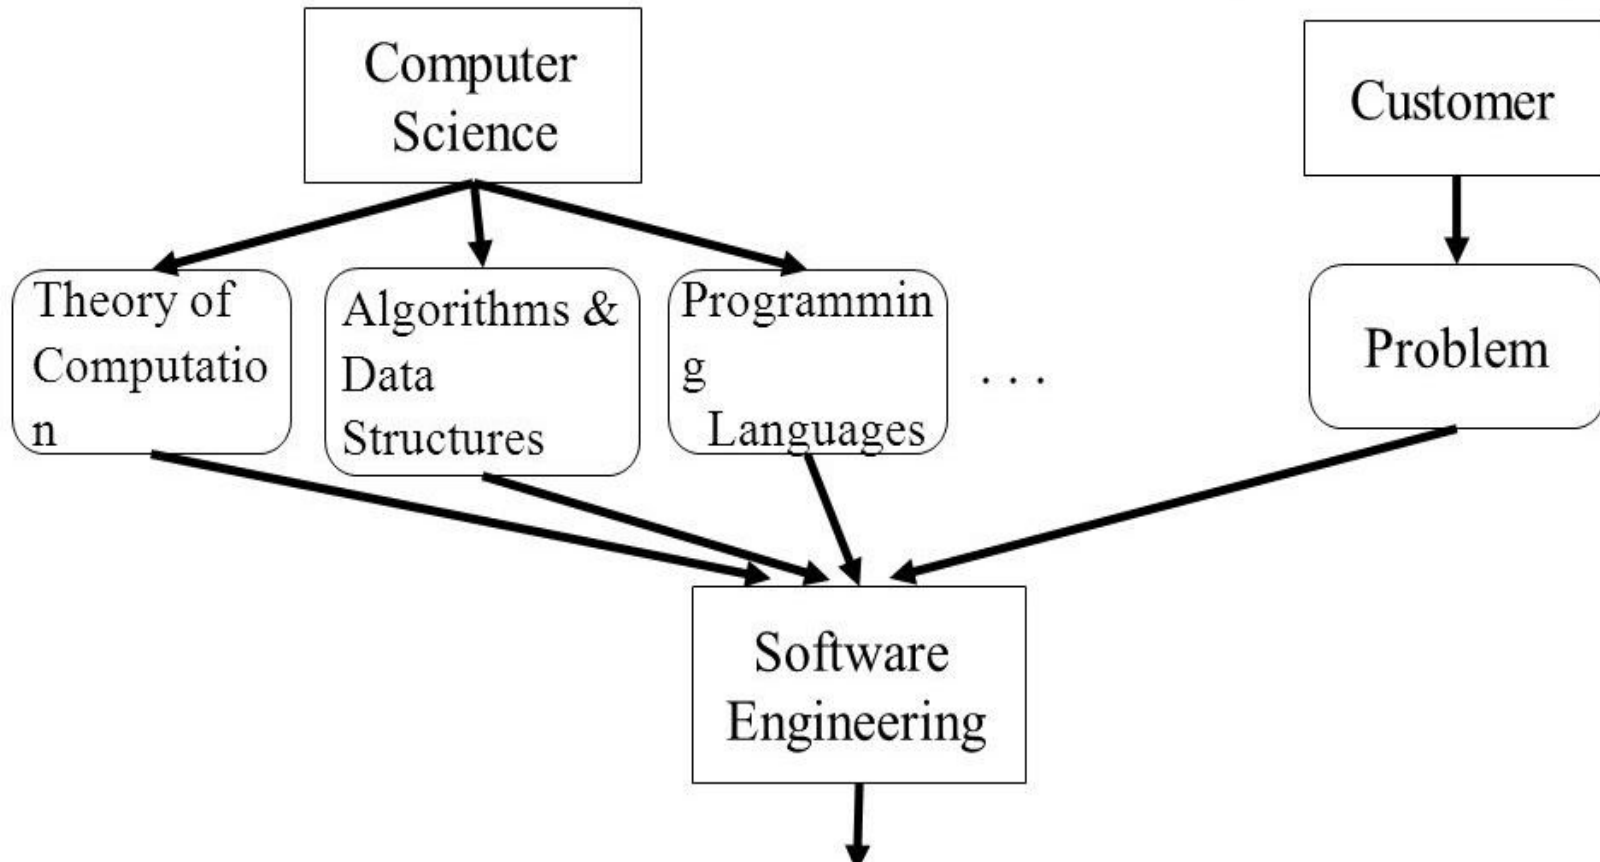 Computer
Science
Customer
Theory of
Computatio
n
Algorithms &
Data
Structures
Programmin
g
Languages
. . .
Problem
Software
Engineering